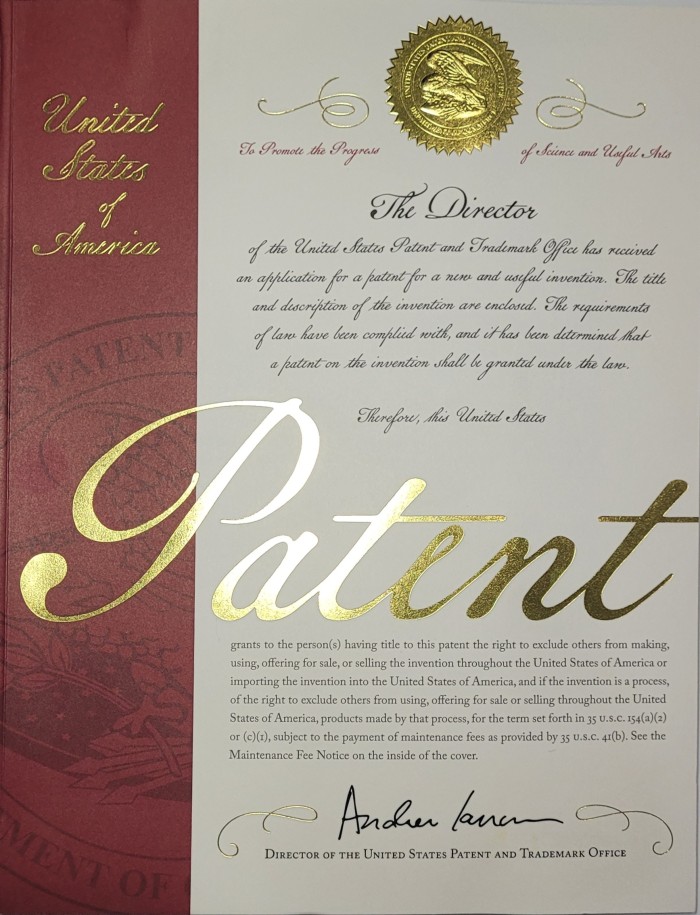 United
States
of
America
To Promote the Progress
of Science and Useful Arts
The Director
of the United States Patent and Trademark Office has received
an application for a patent for a new and useful invention. The title
and description of the invention are enclosed. The requirements
of law have been complied with, and it has been determined that
a patent on the invention shall be granted under the law.
Therefore, this United States
PATENT
Patent
grants to the person(s) having title to this patent the right to exclude others from making,
using, offering for sale, or selling the invention throughout the United States of America or
importing the invention into the United States of America, and if the invention is a process,
of the right to exclude others from using, offering for sale or selling throughout the United
States of America, products made by that process, for the term set forth in 35 U.S.C. 154(a)(2)
or (c)(1), subject to the payment of maintenance fees as provided by 35 U.S.C. 41(b). See the
Maintenance Fee Notice on the inside of the cover.
Andrei
Director of the United States Patent and Trademark Office
MENT OF